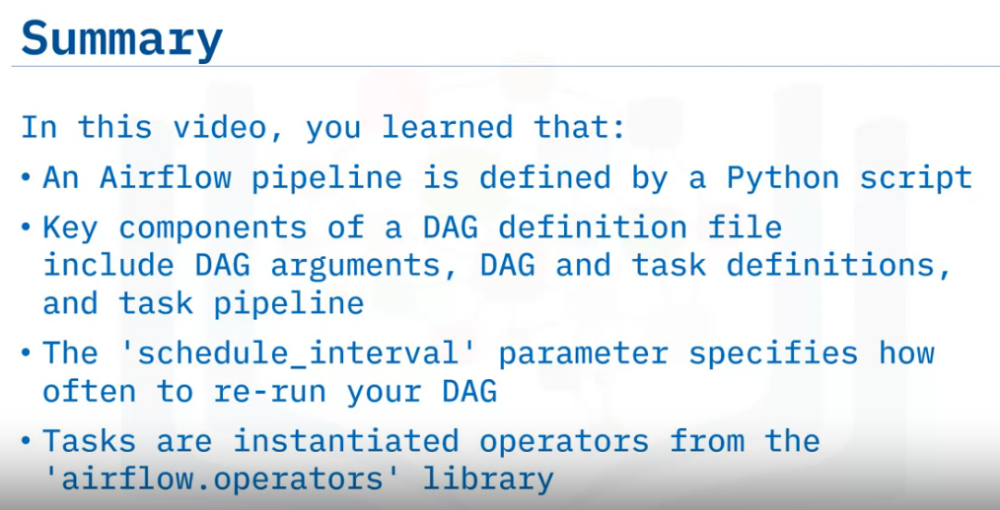 Summary
In this video, you learned that:
• An Airflow pipeline is defined by a Python script
• Key components of a DAG definition file
include DAG arguments, DAG and task definitions,
and task pipeline
• The 'schedule_interval' parameter specifies how
often to re-run your DAG
• Tasks are instantiated operators from the
'airflow.operators' library